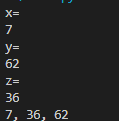 x=
7
y=
62
z=
36
7, 36, 62